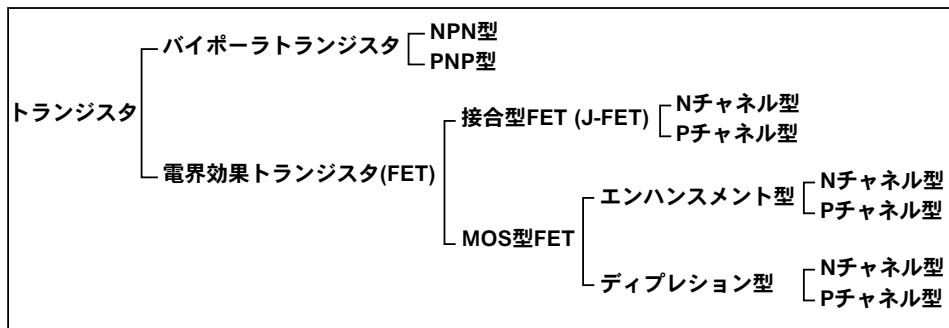 トランジスタ
バイポーラトランジスタ
NPN型
PNP型
電界効果トランジスタ(FET)
接合型FET (J-FET)
Nチャネル型
Pチャネル型
MOS型FET
エンハンスメント型
Nチャネル型
Pチャネル型
ディプレション型
Nチャネル型
Pチャネル型